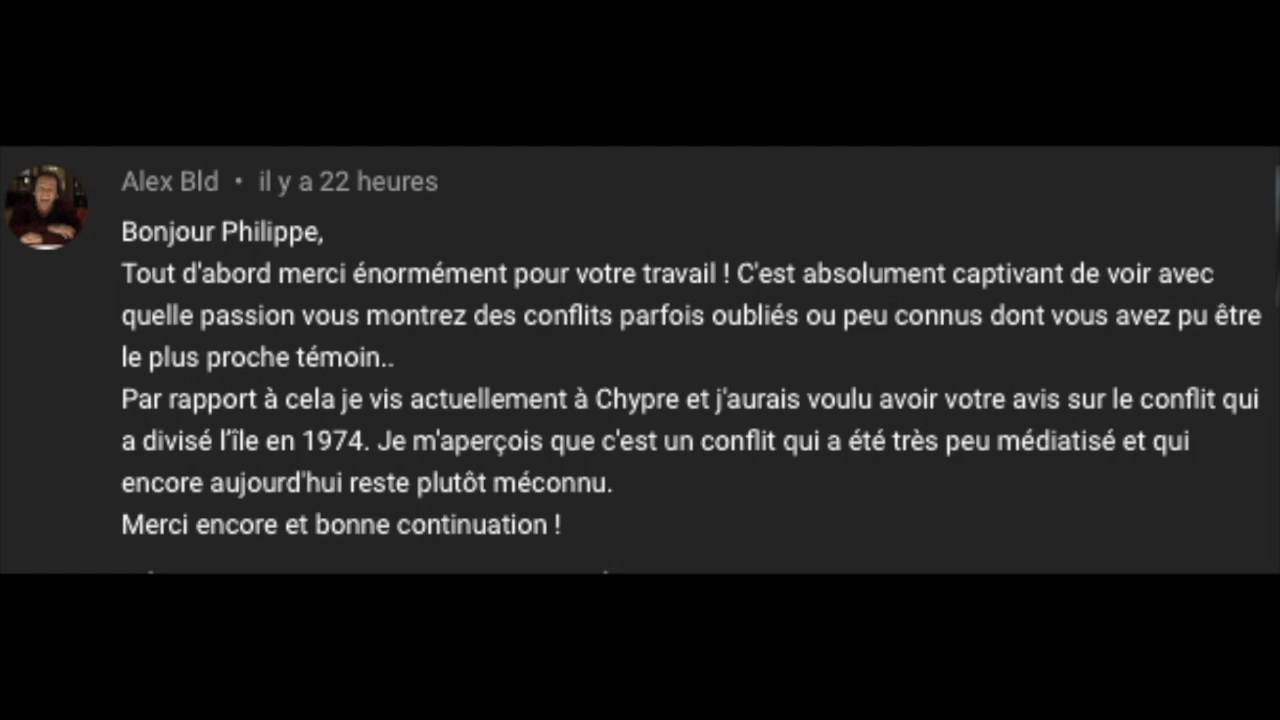 Alex Bld • il y a 22 heures
Bonjour Philippe,
Tout d'abord merci énormément pour votre travail ! C'est absolument captivant de voir avec
quelle passion vous montrez des conflits parfois oubliés ou peu connus dont vous avez pu être
le plus proche témoin..
Par rapport à cela je vis actuellement à Chypre et j'aurais voulu avoir votre avis sur le conflit qui
a divisé l'île en 1974. Je m'aperçois que c'est un conflit qui a été très peu médiatisé et qui
encore aujourd'hui reste plutôt méconnu.
Merci encore et bonne continuation !